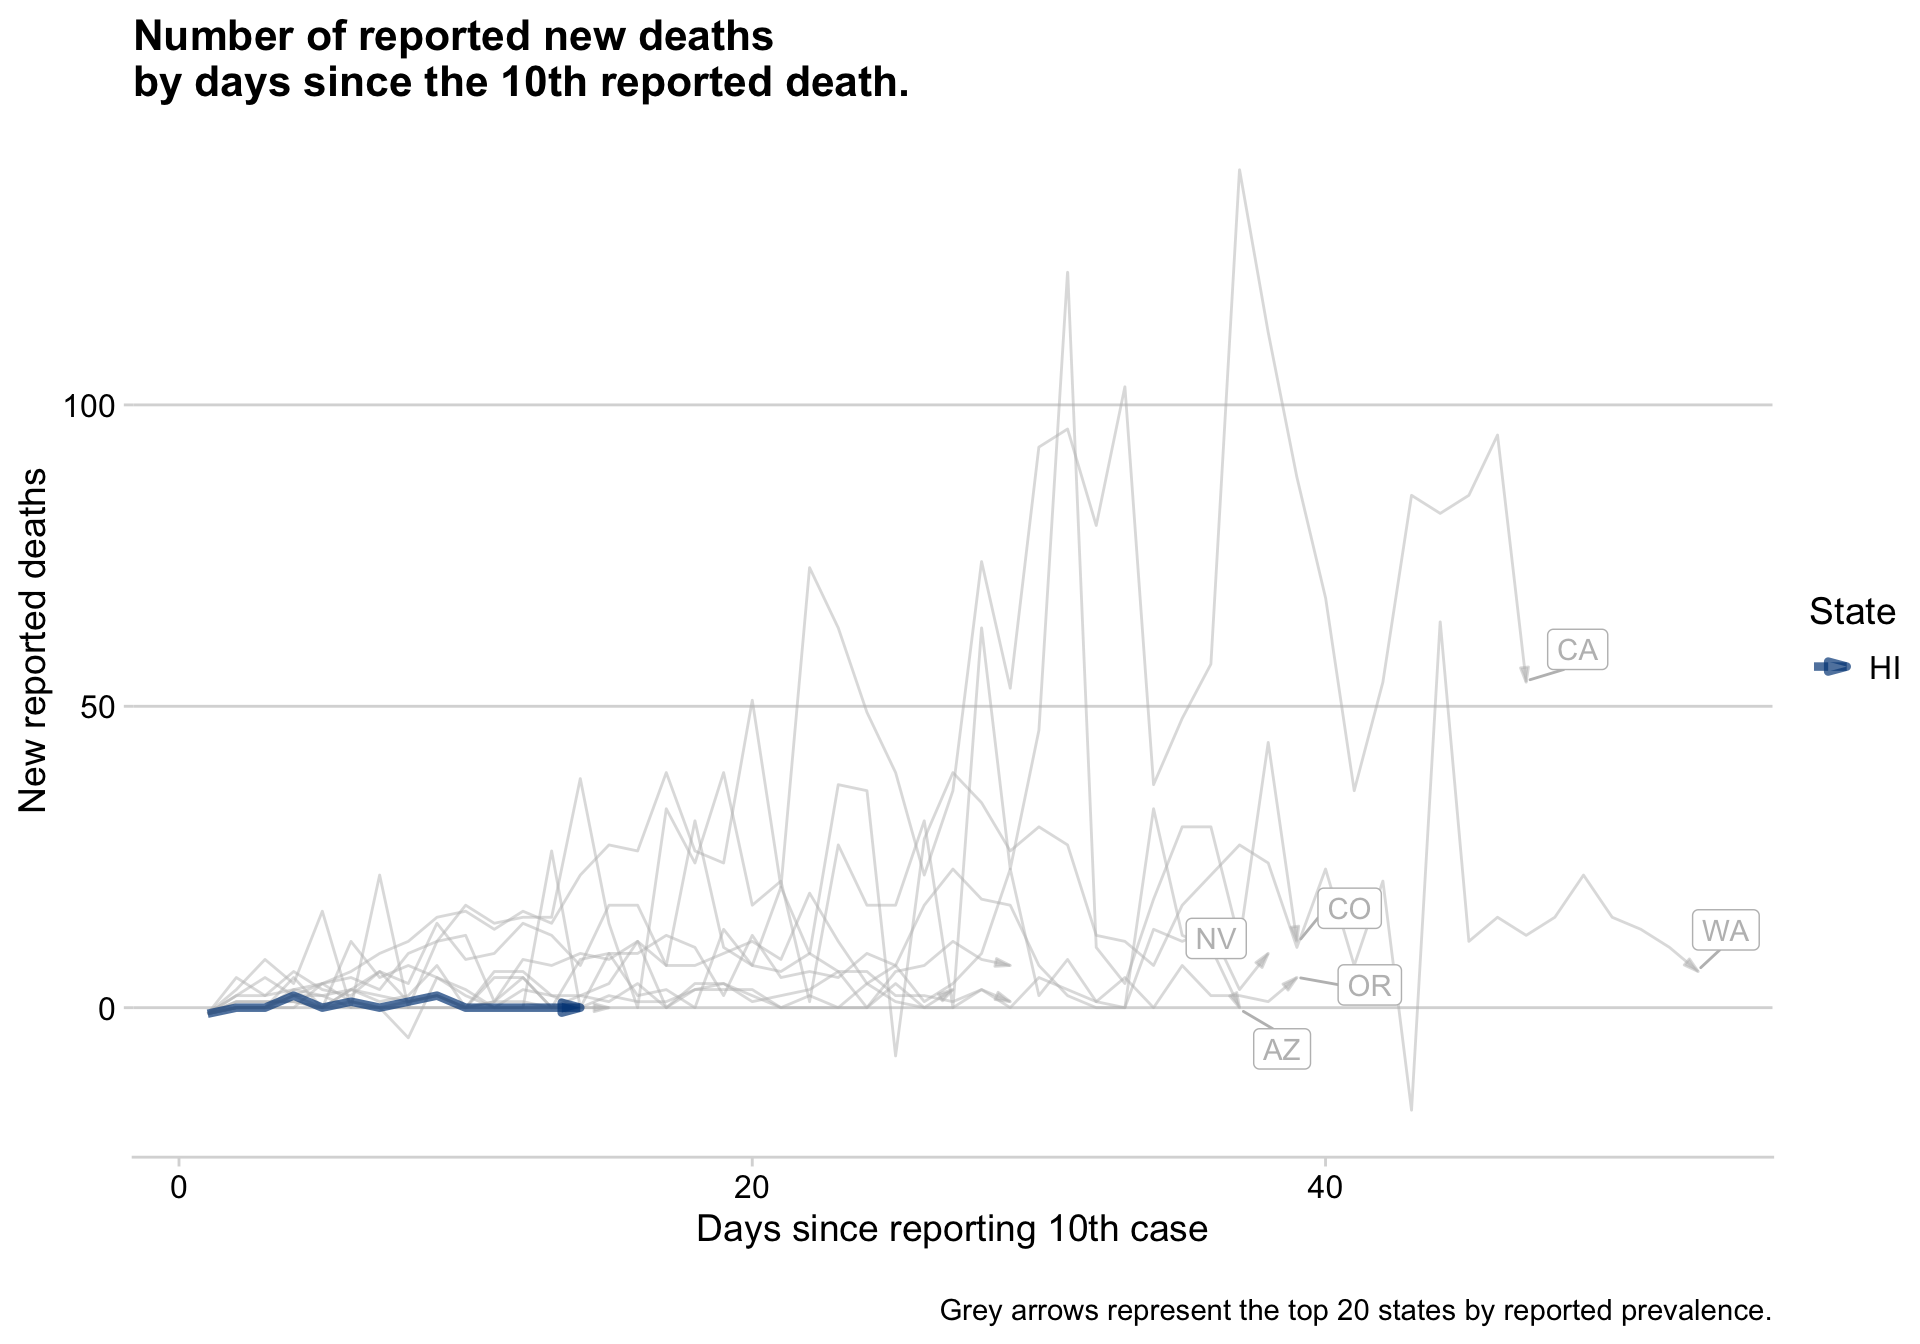 Number of reported new deaths
by days since the 10th reported death.
100
50
0
New reported deaths
CA
CO
NV
WA
OR
AZ
State
HI
0
20
40
Days since reporting 10th case
Grey arrows represent the top 20 states by reported prevalence.